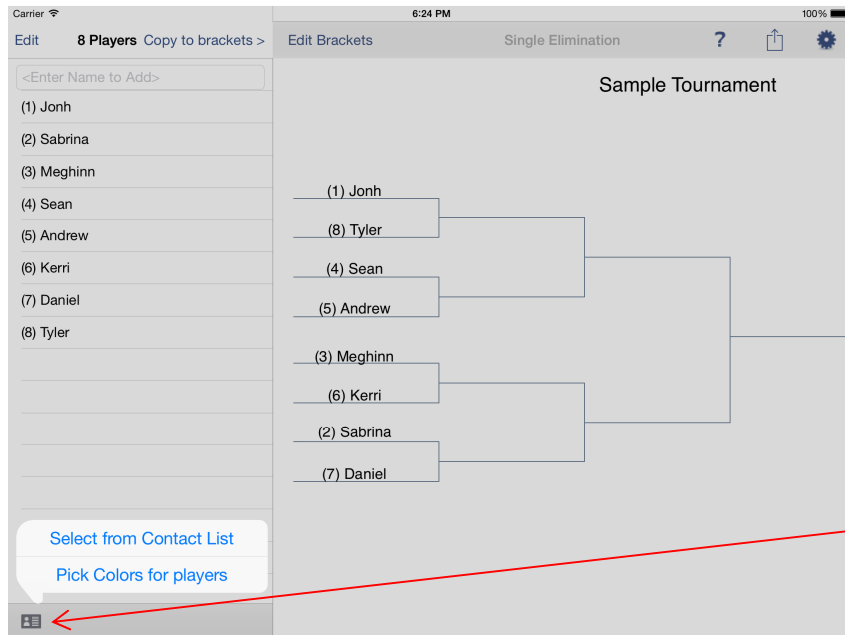 Carrier 6:24 PM 100%
Edit 8 Players Copy to brackets > Edit Brackets Single Elimination ?
<Enter Name to Add>
Sample Tournament
(1) Jonh
(2) Sabrina
(3) Meghinn
(4) Sean
(5) Andrew
(6) Kerri
(7) Daniel
(8) Tyler
(1) Jonh
(8) Tyler
(4) Sean
(5) Andrew
(3) Meghinn
(6) Kerri
(2) Sabrina
(7) Daniel
Select from Contact List
Pick Colors for players